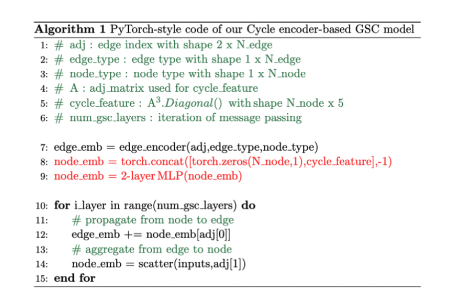 Algorithm 1 PyTorch-style code of our Cycle encoder-based GSC model
1: # adj : edge index with shape 2 x N_edge
2: # edge_type : edge type with shape 1 x N_edge
3: # node_type : node type with shape 1 x N_node
4: # A : adj_matrix used for cycle_feature
5: # cycle_feature : A³.Diagonal() with shape N_node x 5
6: # num_gsc_layers : iteration of message passing
7: edge_emb = edge_encoder(adj,edge_type,node_type)
8: node_emb = torch.concat([torch.zeros(N_node,1),cycle_feature],-1)
9: node_emb = 2-layer MLP(node_emb)
10: for i_layer in range(num_gsc_layers) do
11: # propagate from node to edge
12: edge_emb += node_emb[adj[0]]
13: # aggregate from edge to node
14: node_emb = scatter(inputs,adj[1])
15: end for